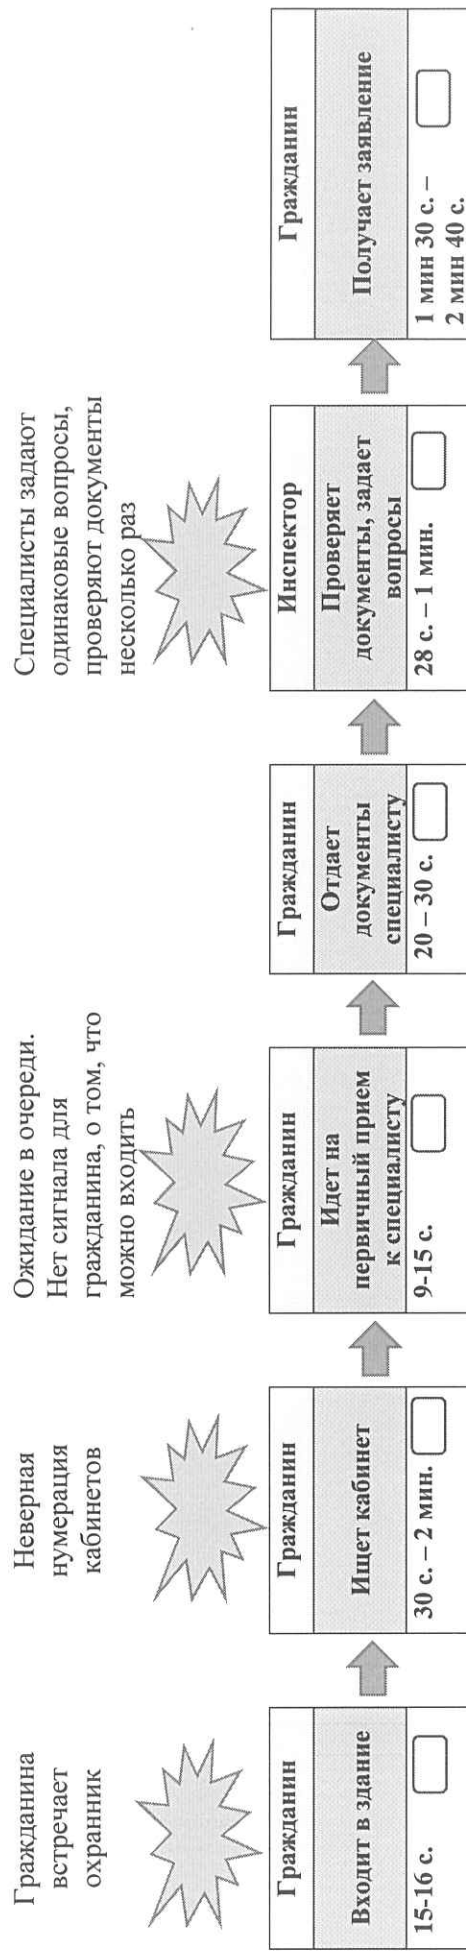 Гражданина
встречает
охранник
Неверная
нумерация
кабинетов
Ожидание в очереди.
Нет сигнала для
гражданина, о том, что
можно входить
Специалисты задают
одинаковые вопросы,
проверяют документы
несколько раз
Гражданин
Входит в здание
15-16 с.
Гражданин
Ищет кабинет
30 с. – 2 мин.
Гражданин
Идет на
первичный прием
к специалисту
9-15 с.
Гражданин
Отдает
документы
специалисту
20 – 30 с.
Инспектор
Проверяет
документы, задает
вопросы
28 с. – 1 мин.
Гражданин
Получает заявление
1 мин 30 с. –
2 мин 40 с.